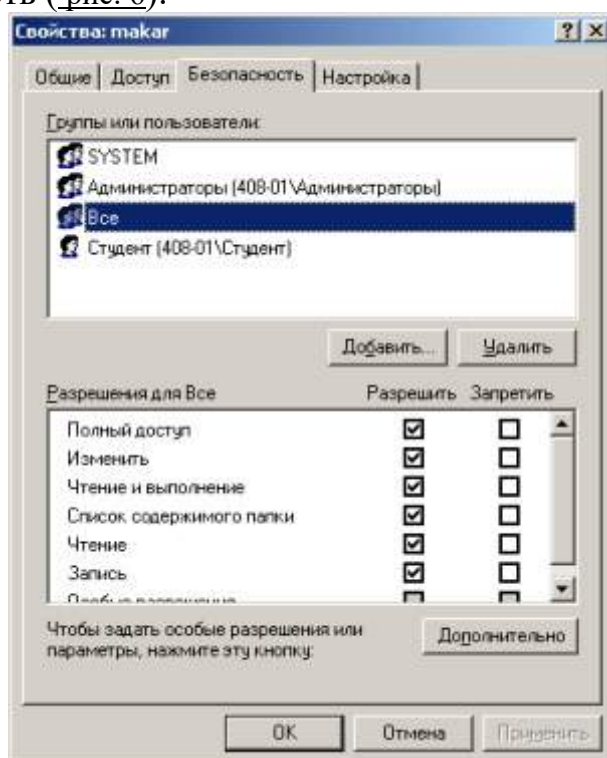 рис. 6).
Свойства: makar
Общие Доступ Безопасность Настройка
Группы или пользователи:
SYSTEM
Администраторы (408-01\Администраторы)
Все
Студент (408-01\Студент)
Добавить... Удалить
Разрешения для Все Разрешить Запретить
Полный доступ
Изменить
Чтение и выполнение
Список содержимого папки
Чтение
Запись
Чтобы задать особые разрешения или
параметры, нажмите эту кнопку:
Дополнительно
OK Отмена Применить